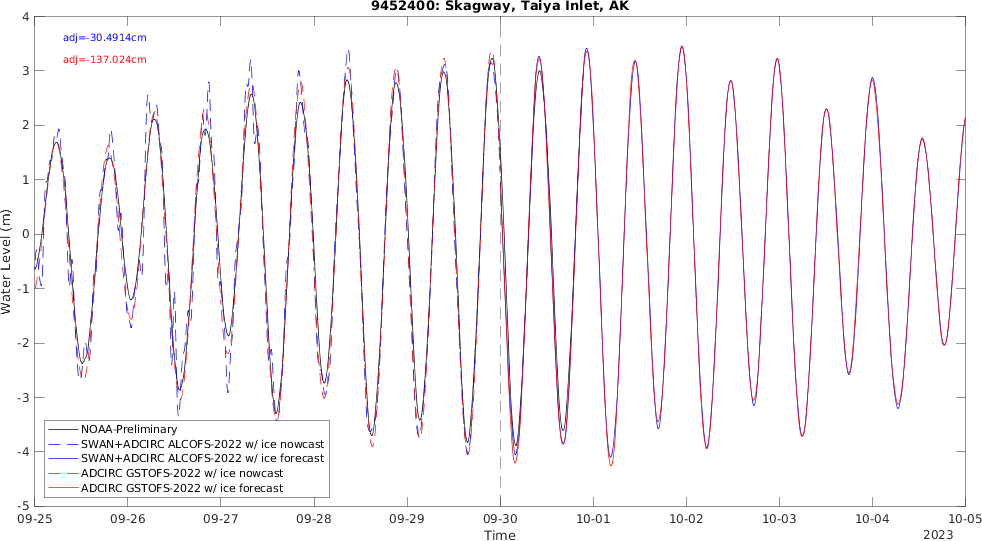 9452400: Skagway, Taiya Inlet, AK
adj=-30.4914cm
adj=-137.024cm
Water Level (m)
4
3
2
1
0
-1
-2
-3
-4
-5
NOAA-Preliminary
SWAN+ADCIRC ALCOFS-2022 w/ ice nowcast
SWAN+ADCIRC ALCOFS-2022 w/ ice forecast
ADCIRC GSTOFS-2022 w/ ice nowcast
ADCIRC GSTOFS-2022 w/ ice forecast
09-25 09-26 09-27 09-28 09-29 09-30 10-01 10-02 10-03 10-04 10-05
Time
2023